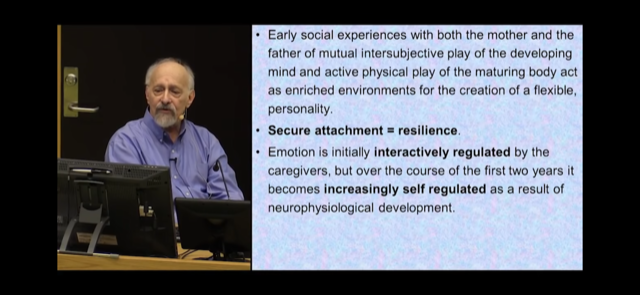 • Early social experiences with both the mother and the
father of mutual intersubjective play of the developing
mind and active physical play of the maturing body act
as enriched environments for the creation of a flexible,
personality.
• Secure attachment = resilience.
• Emotion is initially interactively regulated by the
caregivers, but over the course of the first two years it
becomes increasingly self regulated as a result of
neurophysiological development.